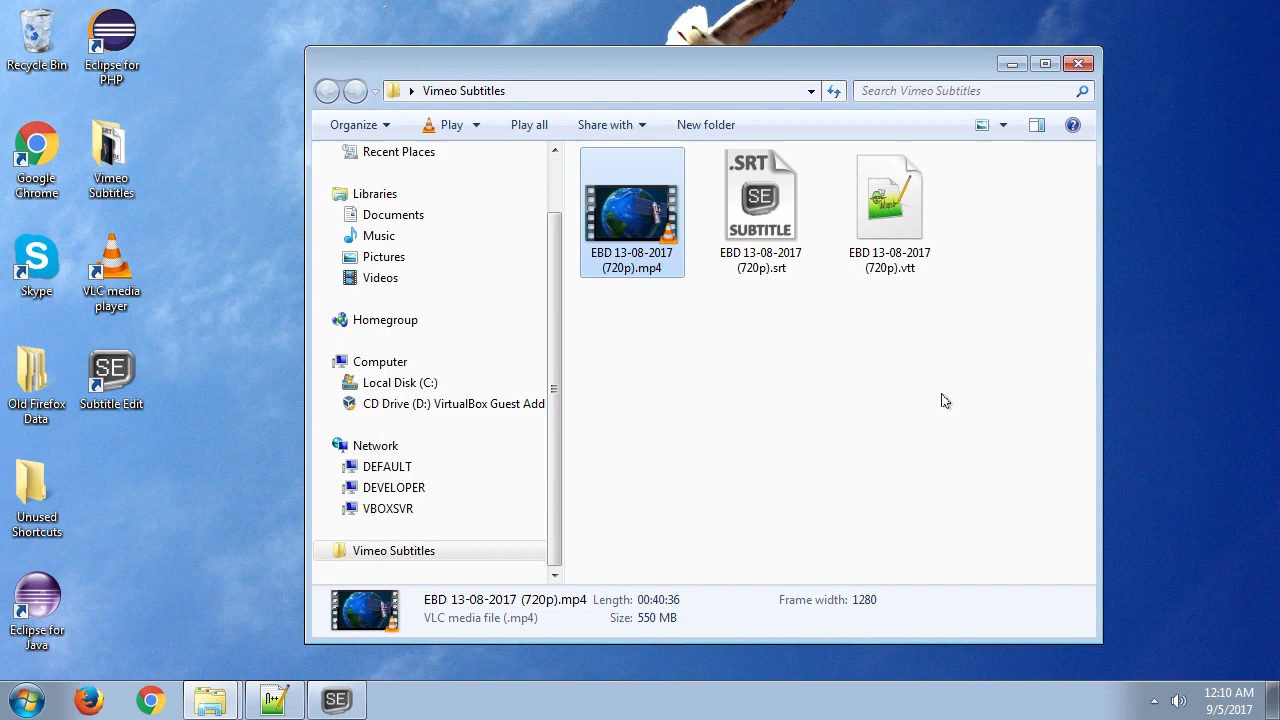 Recycle Bin
Eclipse for
PHP
Google
Chrome
SRT
Vimeo
Subtitles
Skype
VLC media
player
Old Firefox
Data
SE
Subtitle Edit
Unused
Shortcuts
Eclipse for
Java
Vimeo Subtitles
Search Vimeo Subtitles
Organize
Play
Play all
Share with
New folder
Recent Places
Libraries
Documents
Music
Pictures
Videos
Homegroup
Computer
Local Disk (C:)
CD Drive (D:) VirtualBox Guest Add
Network
DEFAULT
DEVELOPER
VBOXSVR
Vimeo Subtitles
EBD 13-08-2017
(720p).mp4
.SRT
SE
SUBTITLE
EBD 13-08-2017
(720p).srt
EBD 13-08-2017
(720p).vtt
EBD 13-08-2017 (720p).mp4 Length: 00:40:36 Frame width: 1280
VLC media file (.mp4) Size: 550 MB
SE
12:10 AM
9/5/2017